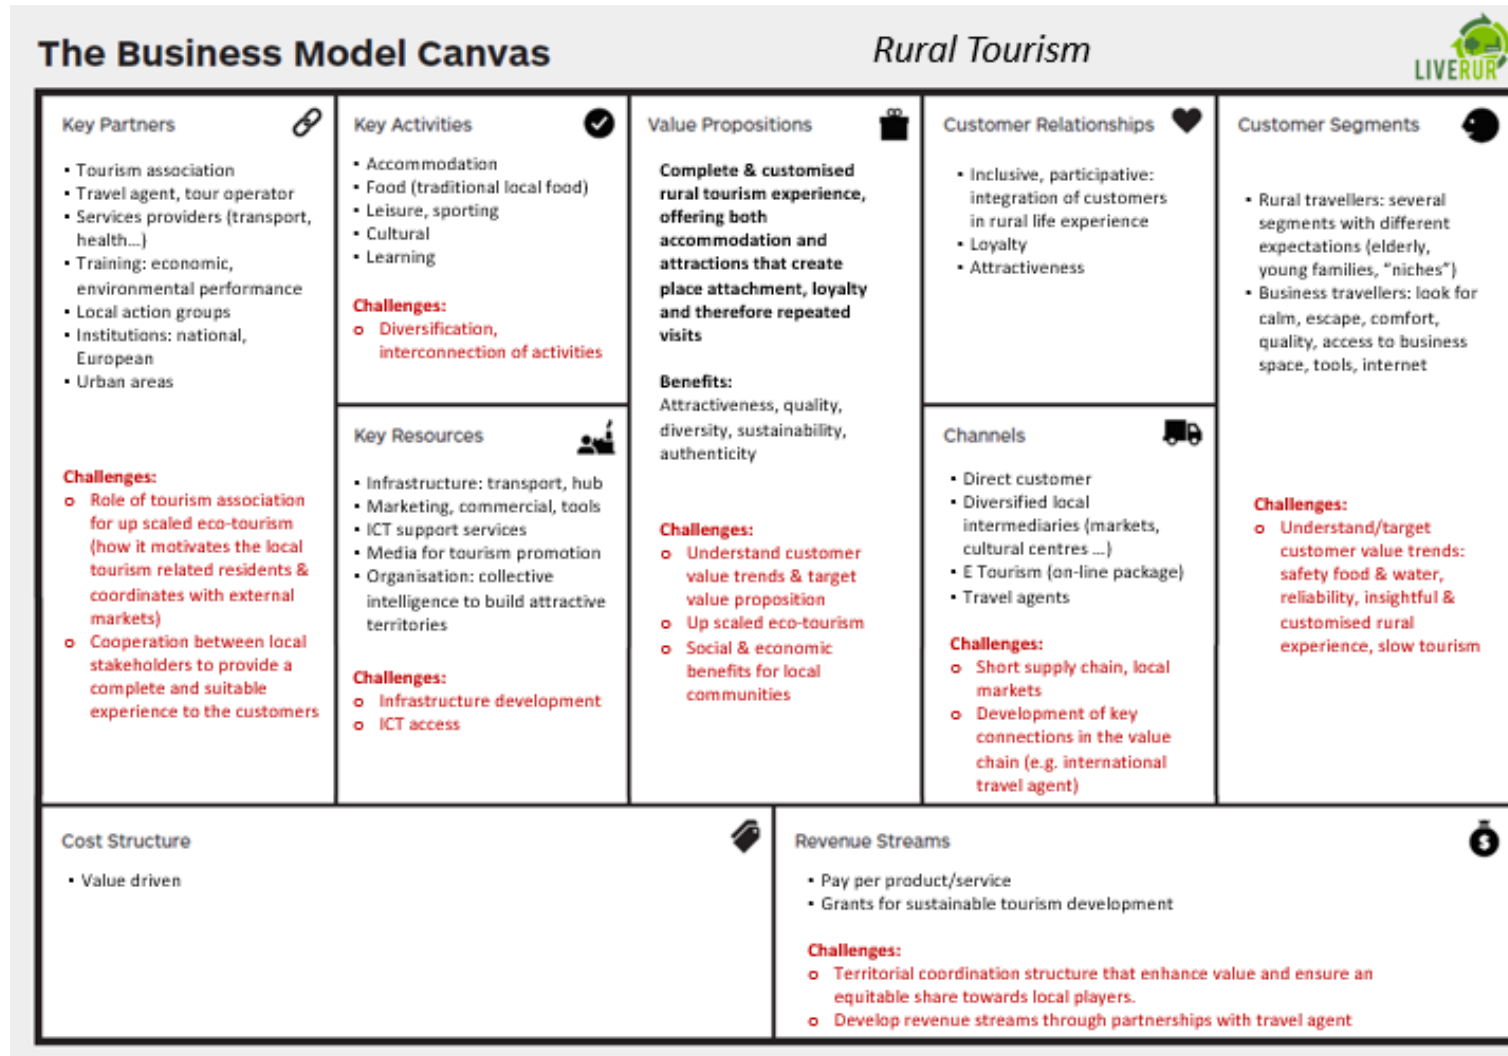 The Business Model Canvas
Rural Tourism
LIVERUR
Key Partners
▪ Tourism association
▪ Travel agent, tour operator
▪ Services providers (transport,
health...)
▪ Training: economic,
environmental performance
▪ Local action groups
▪ Institutions: national,
European
▪ Urban areas
Challenges:
o Role of tourism association
for up scaled eco-tourism
(how it motivates the local
tourism related residents &
coordinates with external
markets)
o Cooperation between local
stakeholders to provide a
complete and suitable
experience to the customers
Key Activities
▪ Accommodation
▪ Food (traditional local food)
▪ Leisure, sporting
▪ Cultural
▪ Learning
Challenges:
o Diversification,
interconnection of activities
Key Resources
▪ Infrastructure: transport, hub
▪ Marketing, commercial, tools
▪ ICT support services
▪ Media for tourism promotion
▪ Organisation: collective
intelligence to build attractive
territories
Challenges:
o Infrastructure development
o ICT access
Value Propositions
Complete & customised
rural tourism experience,
offering both
accommodation and
attractions that create
place attachment, loyalty
and therefore repeated
visits
Benefits:
Attractiveness, quality,
diversity, sustainability,
authenticity
Challenges:
o Understand customer
value trends & target
value proposition
o Up scaled eco-tourism
o Social & economic
benefits for local
communities
Customer Relationships
▪ Inclusive, participative:
integration of customers
in rural life experience
▪ Loyalty
▪ Attractiveness
Channels
▪ Direct customer
▪ Diversified local
intermediaries (markets,
cultural centres ...)
▪ E Tourism (on-line package)
▪ Travel agents
Challenges:
o Short supply chain, local
markets
o Development of key
connections in the value
chain (e.g. international
travel agent)
Customer Segments
▪ Rural travellers: several
segments with different
expectations (elderly,
young families, "niches")
▪ Business travellers: look for
calm, escape, comfort,
quality, access to business
space, tools, internet
Challenges:
o Understand/target
customer value trends:
safety food & water,
reliability, insightful &
customised rural
experience, slow tourism
Cost Structure
▪ Value driven
Revenue Streams
▪ Pay per product/service
▪ Grants for sustainable tourism development
Challenges:
o Territorial coordination structure that enhance value and ensure an
equitable share towards local players.
o Develop revenue streams through partnerships with travel agent